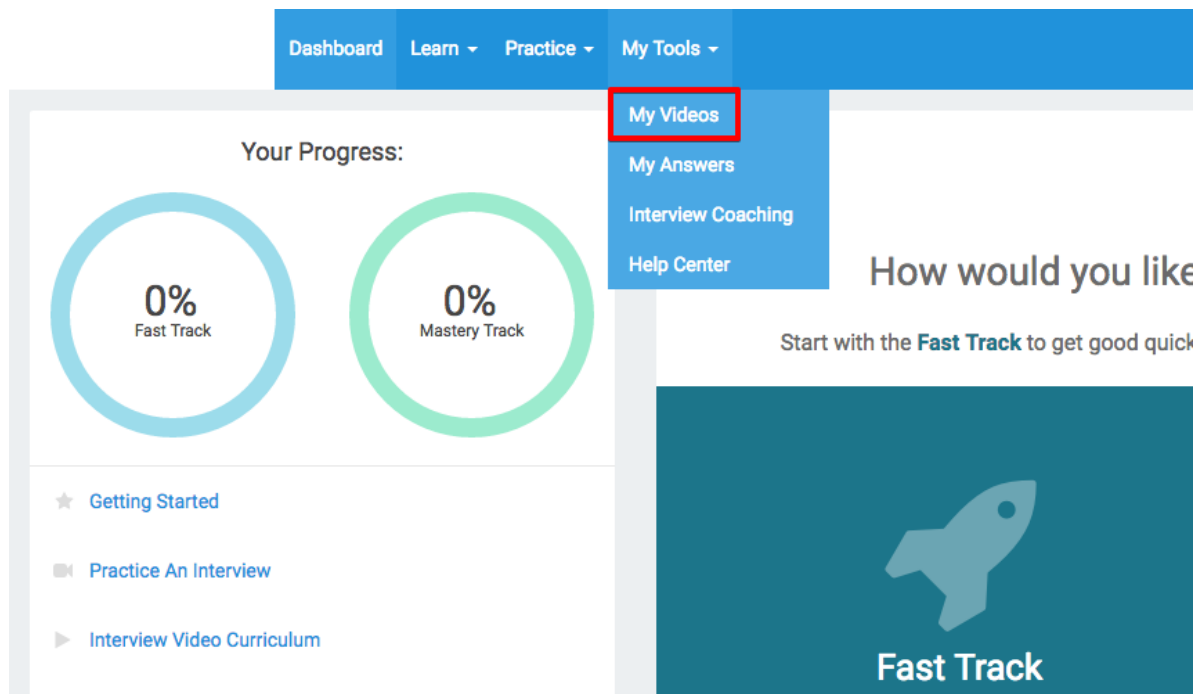 Dashboard Learn Practice My Tools
My Videos
My Answers
Interview Coaching
Help Center
Your Progress:
0%
Fast Track
0%
Mastery Track
Getting Started
Practice An Interview
Interview Video Curriculum
How would you like
Start with the Fast Track to get good quick
Fast Track